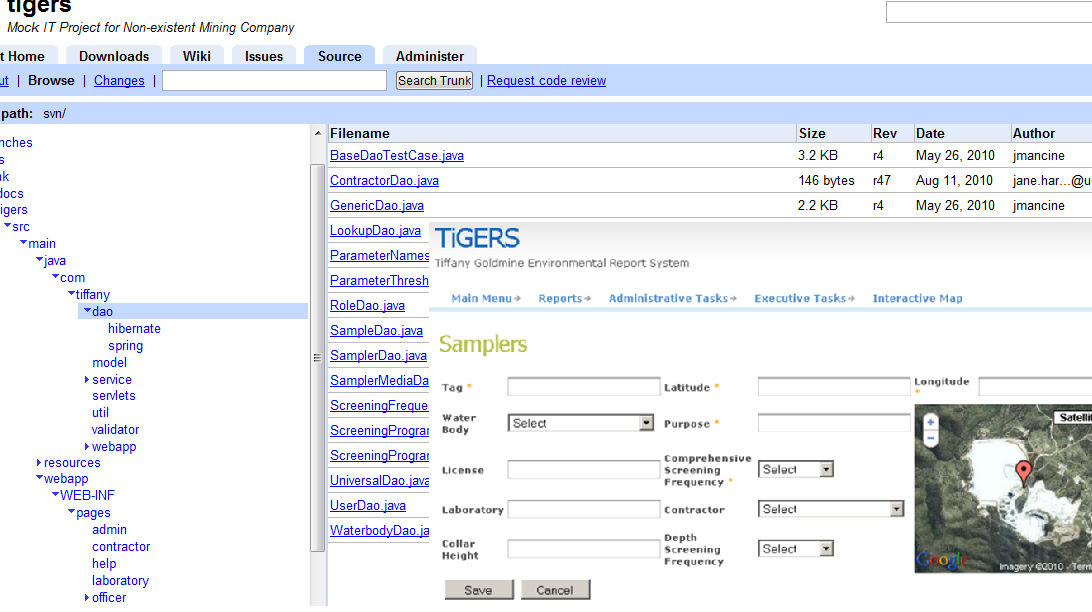 tigers
Mock IT Project for Non-existent Mining Company
t Home Downloads Wiki Issues Source Administer
ut | Browse | Changes | Search Trunk | Request code review
path: svn/
Filename Size Rev Date Author
BaseDaoTestCase.java 3.2 KB r4 May 26, 2010 jmancine
ContractorDao.java 146 bytes r47 Aug 11, 2010 jane.har...@u
GenericDao.java 2.2 KB r4 May 26, 2010 jmancine
LookupDao.java
ParameterNames
ParameterThresh
RoleDao.java
SampleDao.java
SamplerDao.java
SamplerMediaDa
ScreeningFreque
ScreeningProgran
ScreeningProgran
UniversalDao.java
UserDao.java
WaterbodyDao.ja
nches
s
nk
docs
igers
src
main
java
com
tiffany
dao
hibernate
spring
model
service
servlets
util
validator
webapp
resources
webapp
WEB-INF
pages
admin
contractor
help
laboratory
officer
TiGERS
Tiffany Goldmine Environmental Report System
Main Menu Reports Administrative Tasks Executive Tasks Interactive Map
Samplers
Tag * Latitude * Longitude *
Water Body Select Purpose *
License Comprehensive Screening Frequency * Select
Laboratory Contractor Select
Collar Height Depth Screening Frequency Select
Save Cancel
Satellit
Google Imagery ©2010 - Term